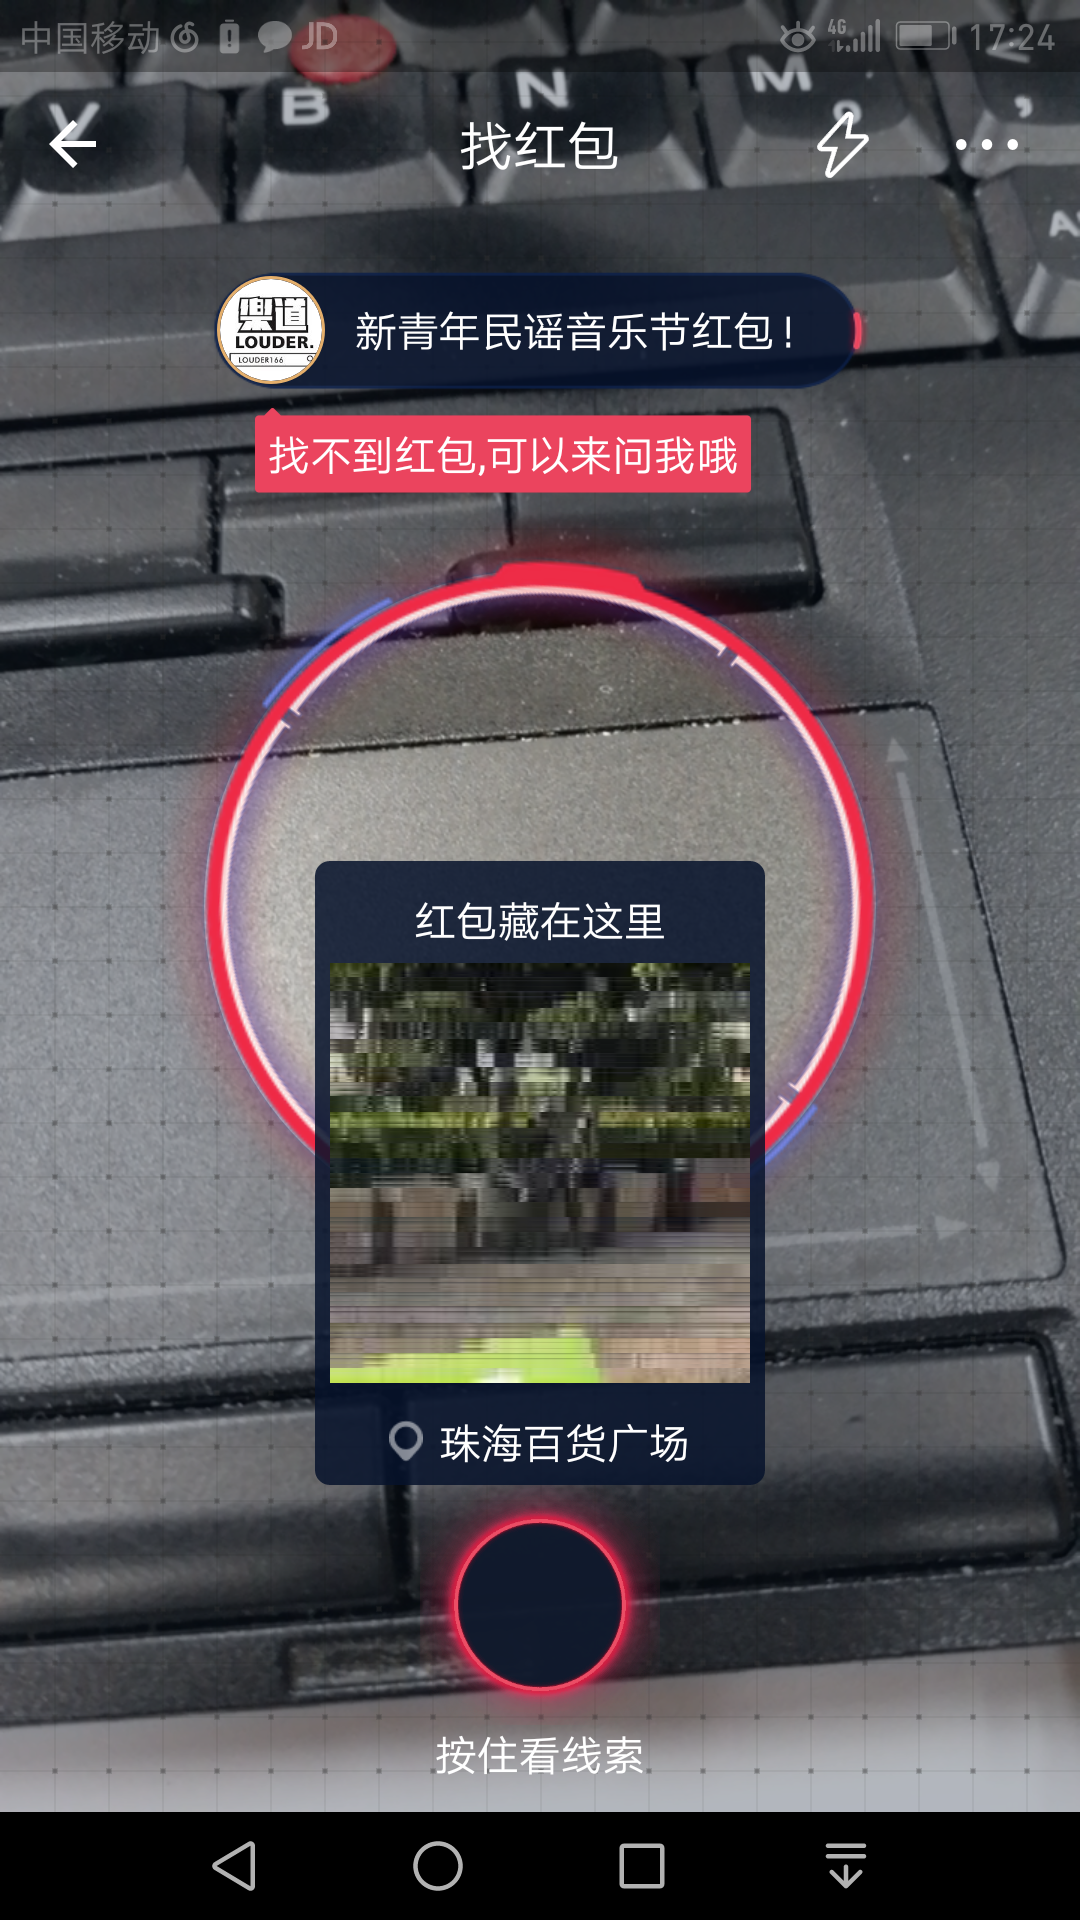 中国移动 JD 4G 17:24
V B N M ,
找红包
樂道
LOUDER.
LOUDER166
新青年民谣音乐节红包!
找不到红包,可以来问我哦
红包藏在这里
珠海百货广场
按住看线索